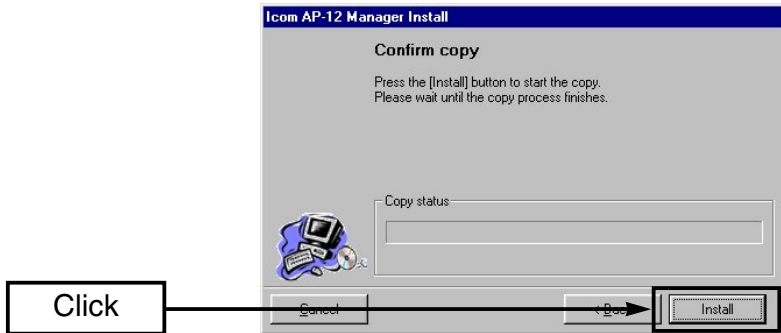 Icom AP-12 Manager Install
Confirm copy
Press the [Install] button to start the copy.
Please wait until the copy process finishes.
Copy status
Click
Cancel
< Back
Install